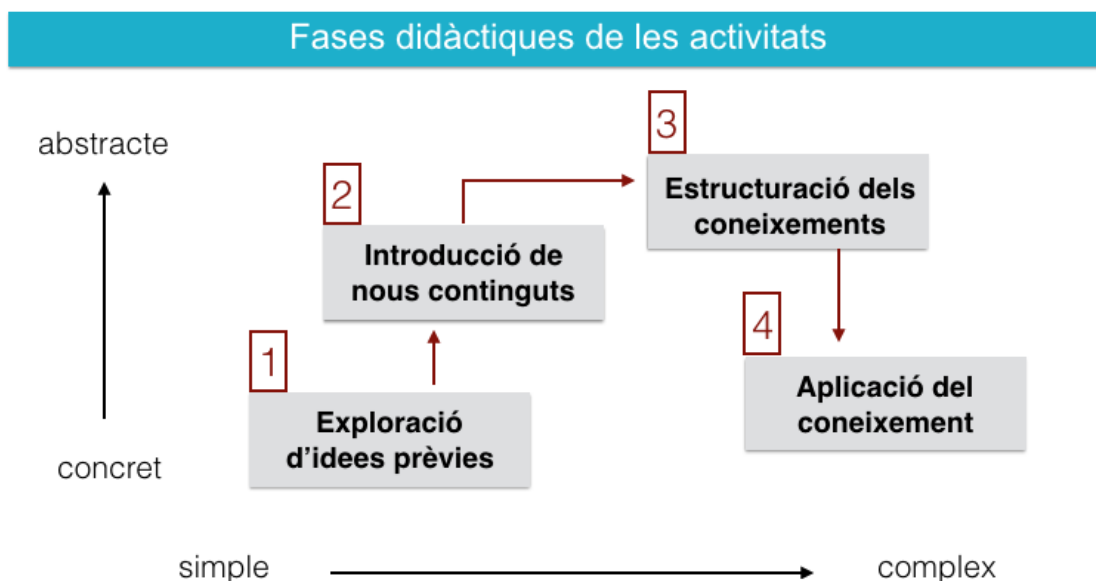 Fases didàctiques de les activitats
abstracte
3
Estructuració dels
coneixements
2
Introducció de
nous continguts
4
Aplicació del
coneixement
1
Exploració
d'idees prèvies
concret
simple
complex